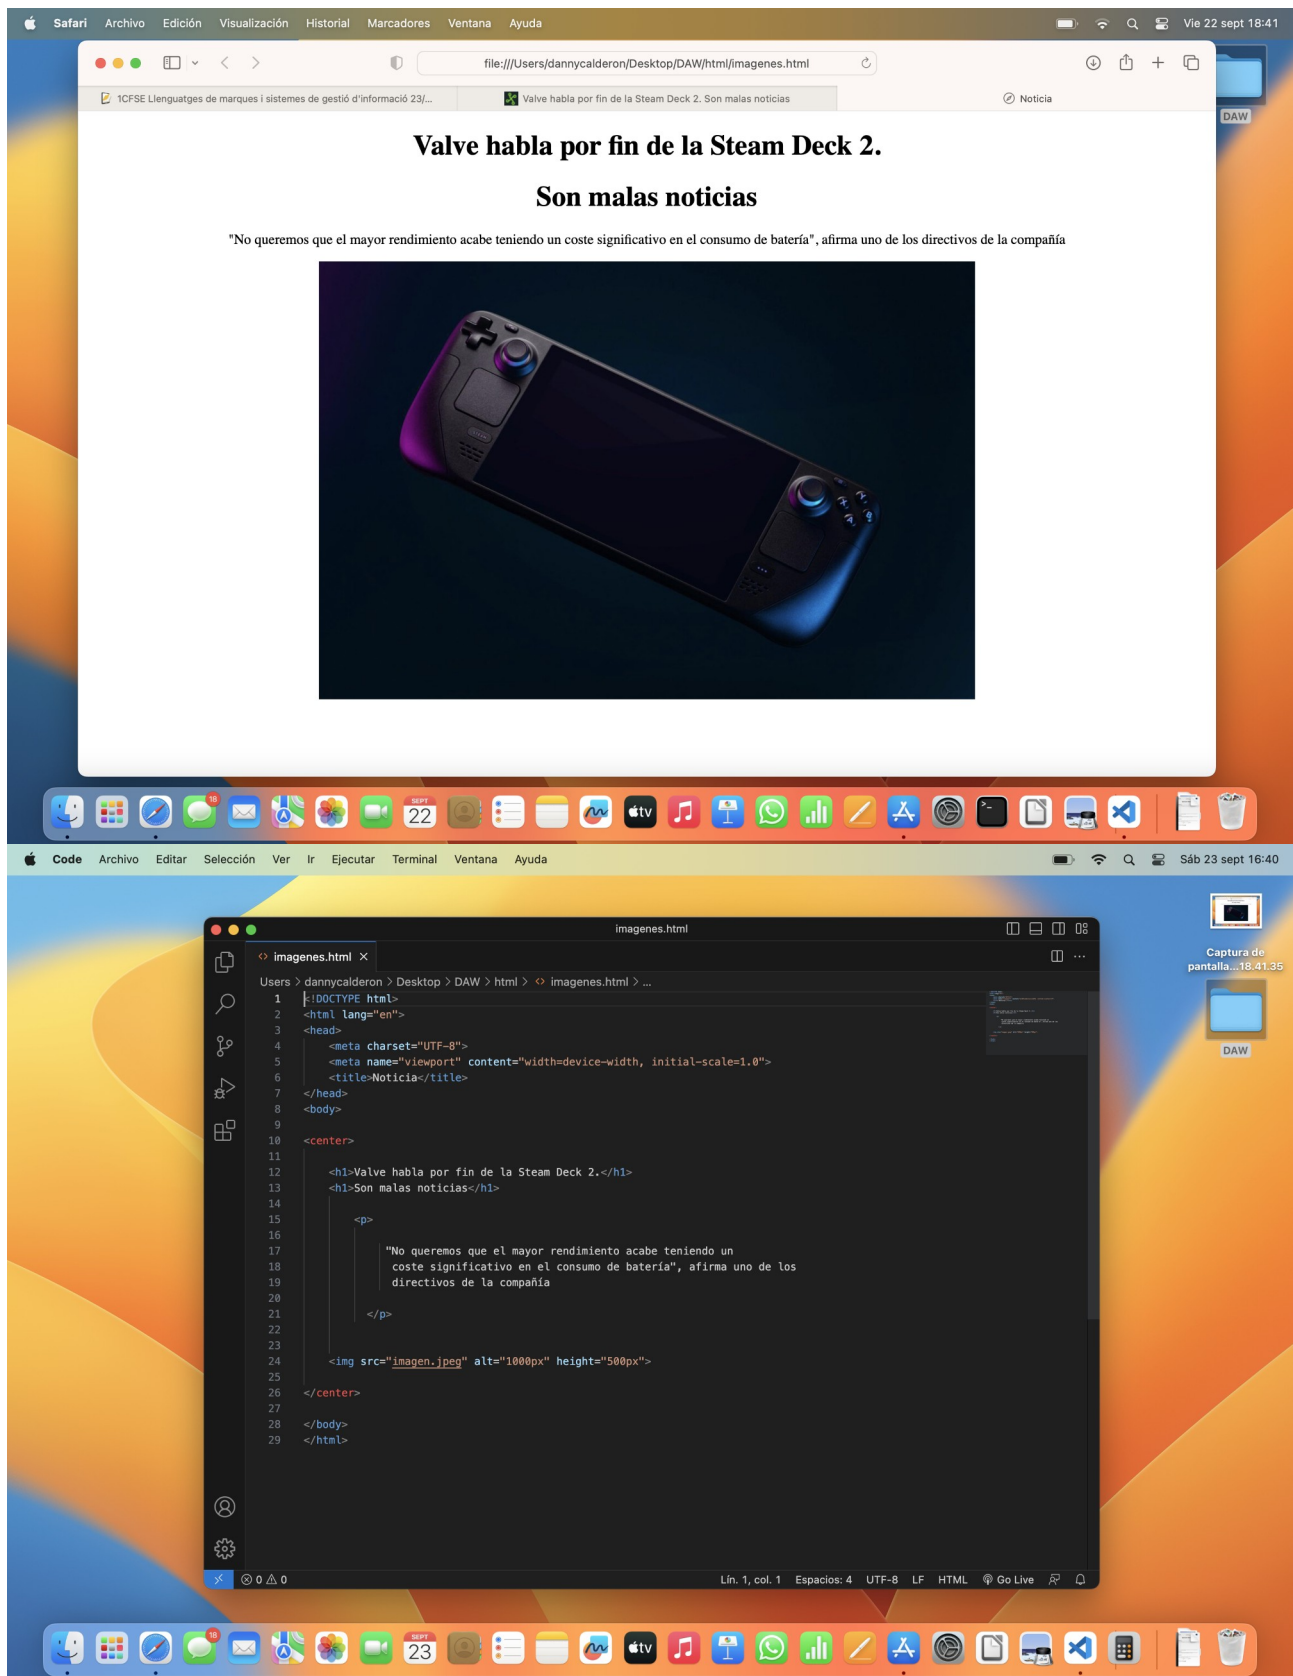 Safari Archivo Edición Visualización Historial Marcadores Ventana Ayuda Vie 22 sept 18:41
file:///Users/dannycalderon/Desktop/DAW/html/imagenes.html
1CFSE Llenguatges de marques i sistemes de gestió d'informació 23/... Valve habla por fin de la Steam Deck 2. Son malas noticias Noticia
DAW
Valve habla por fin de la Steam Deck 2.
Son malas noticias
"No queremos que el mayor rendimiento acabe teniendo un coste significativo en el consumo de batería", afirma uno de los directivos de la compañía
18
SEPT
22
tv
Code Archivo Editar Selección Ver Ir Ejecutar Terminal Ventana Ayuda Sáb 23 sept 16:40
imagenes.html
imagenes.html
Captura de
pantalla...18.41.35
DAW
Users > dannycalderon > Desktop > DAW > html > <> imagenes.html > ...
1 <!DOCTYPE html>
2 <html lang="en">
3 <head>
4 <meta charset="UTF-8">
5 <meta name="viewport" content="width=device-width, initial-scale=1.0">
6 <title>Noticia</title>
7 </head>
8 <body>
9
10 <center>
11
12 <h1>Valve habla por fin de la Steam Deck 2.</h1>
13 <h1>Son malas noticias</h1>
14
15 <p>
16
17 "No queremos que el mayor rendimiento acabe teniendo un
18 coste significativo en el consumo de batería", afirma uno de los
19 directivos de la compañía
20
21 </p>
22
23
24 <img src="imagen.jpeg" alt="1000px" height="500px">
25
26 </center>
27
28 </body>
29 </html>
0 0 Lín. 1, col. 1 Espacios: 4 UTF-8 LF HTML Go Live
18
SEPT
23
tv